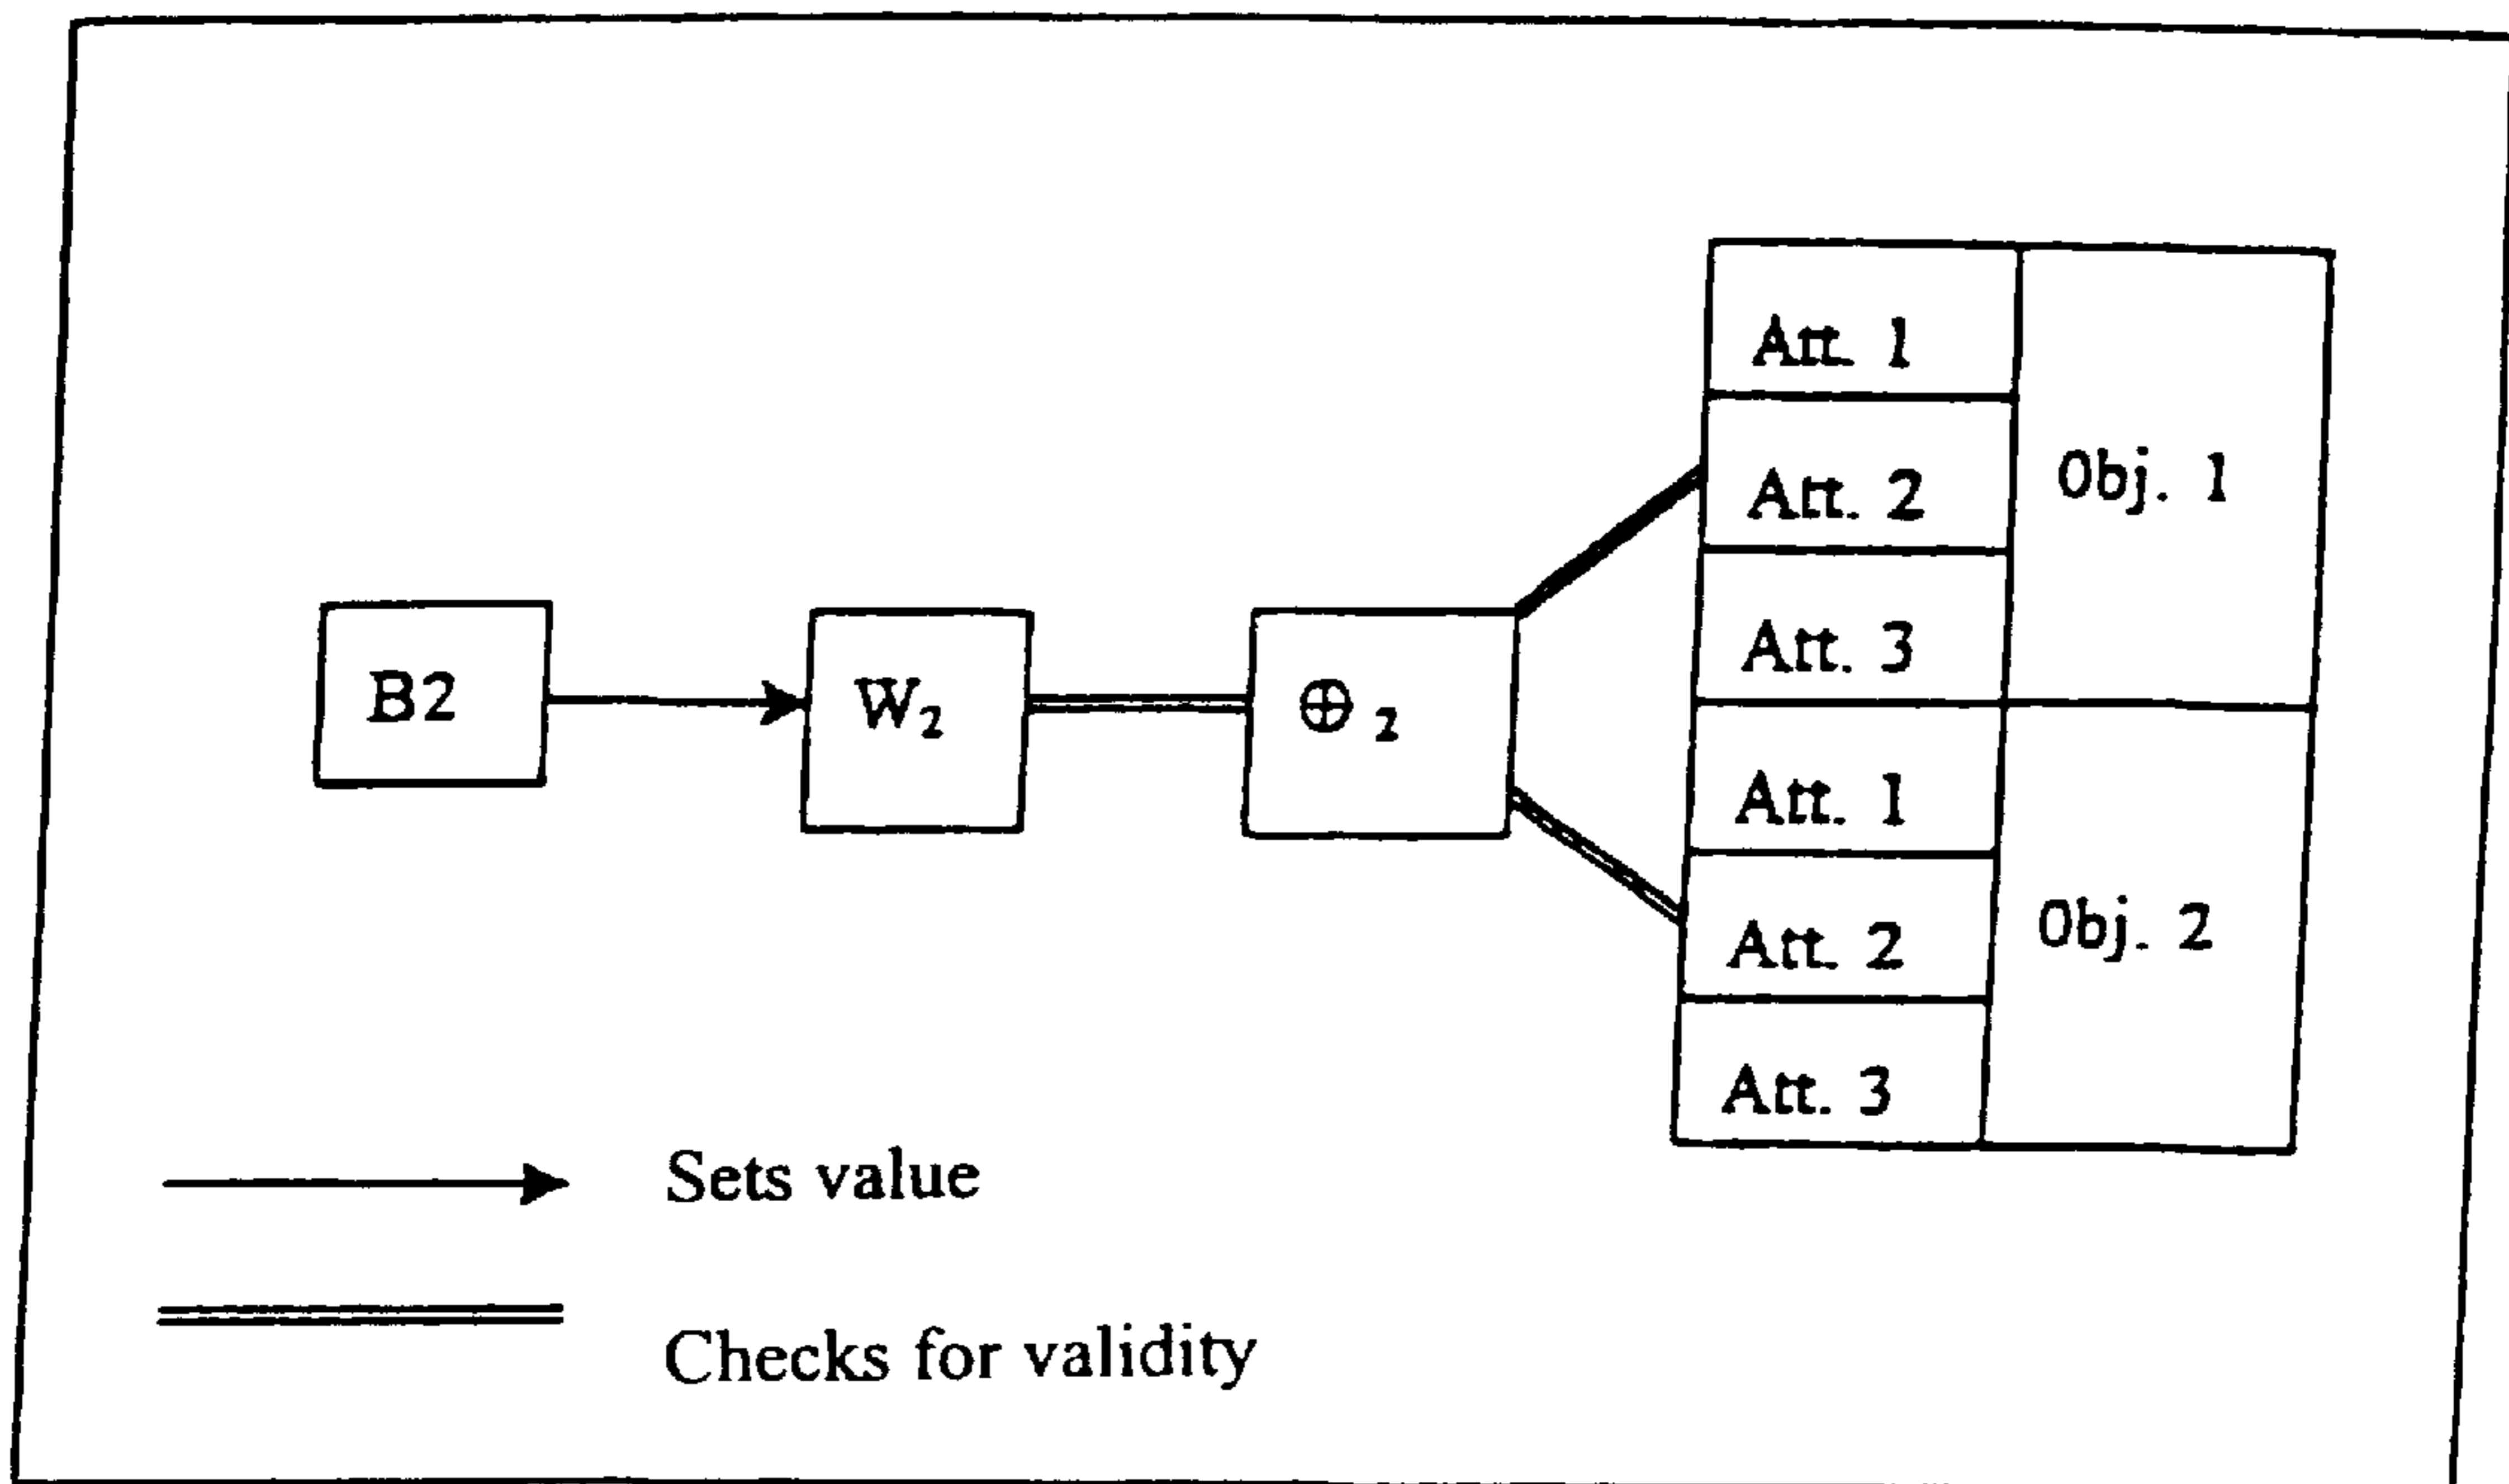 Att. 1
Att. 2
Obj. 1
Att. 3
B2
W₂
⊕₂
Att. 1
Att. 2
Obj. 2
Att. 3
Sets value
Checks for validity